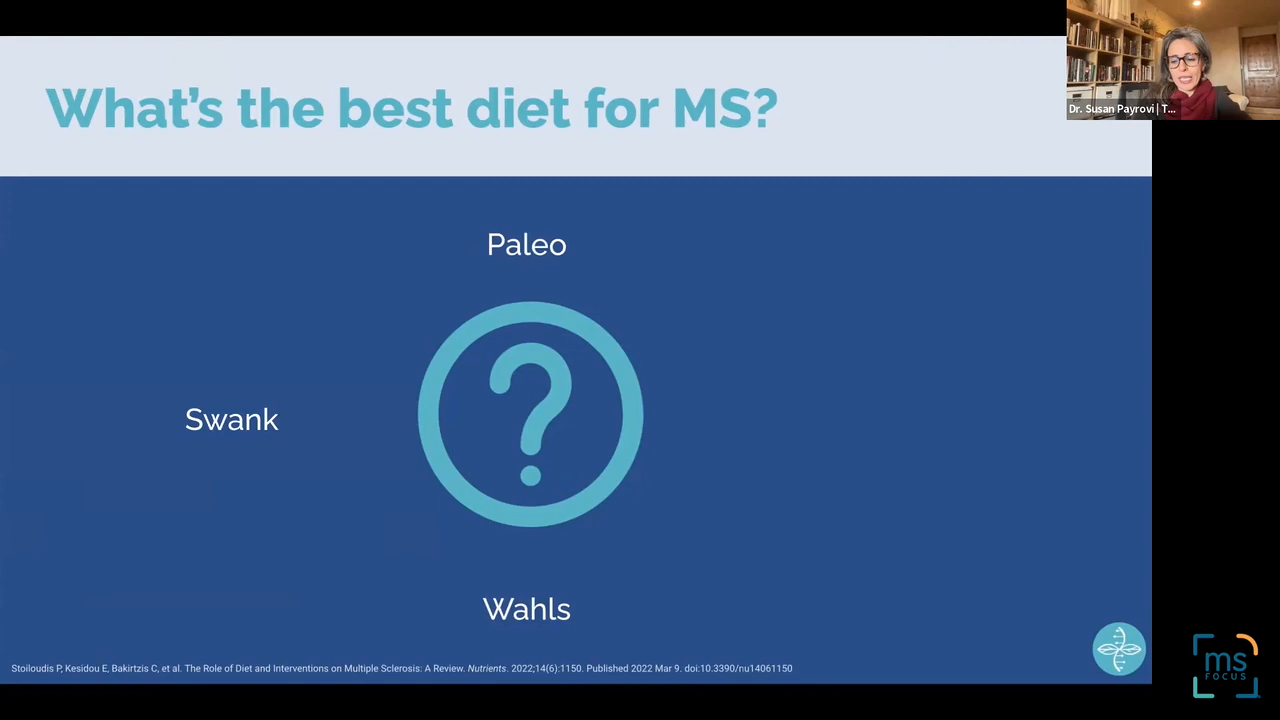 What's the best diet for MS?
Dr. Susan Payrovi | T...
Paleo
?
Swank
Wahls
Stoiloudis P, Kesidou E, Bakirtzis C, et al. The Role of Diet and Interventions on Multiple Sclerosis: A Review. Nutrients. 2022;14(6):1150. Published 2022 Mar 9. doi:10.3390/nu14061150
ms
FOCUS